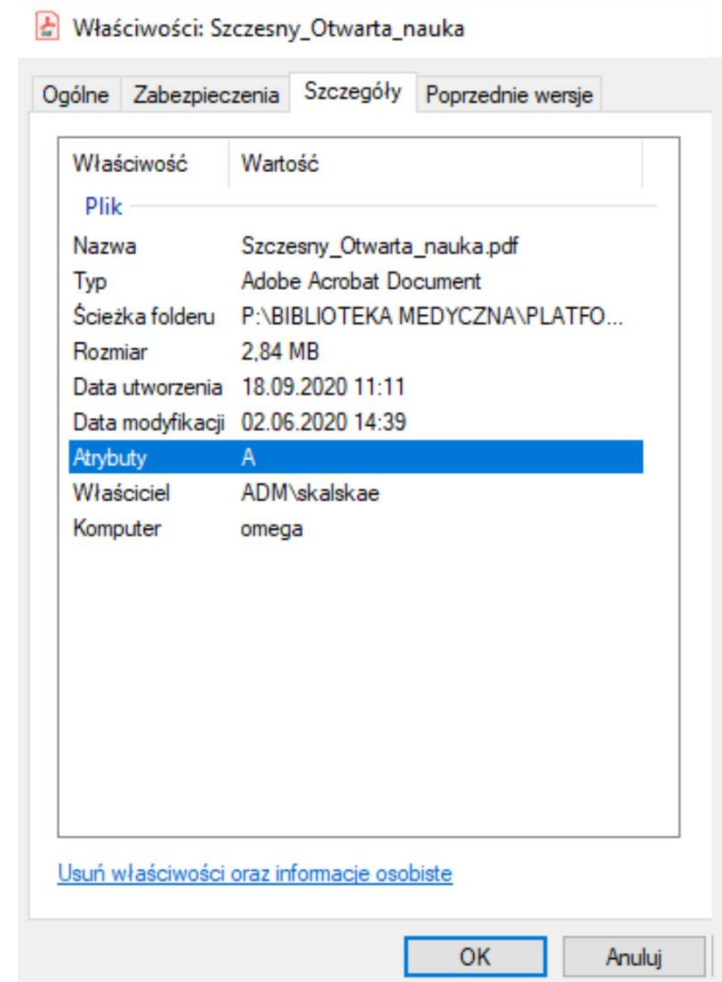 Właściwości: Szczesny_Otwarta_nauka
Ogólne Zabezpieczenia Szczegóły Poprzednie wersje
Właściwość Wartość
Plik
Nazwa Szczesny_Otwarta_nauka.pdf
Typ Adobe Acrobat Document
Ścieżka folderu P:\BIBLIOTEKA MEDYCZNA\PLATFO...
Rozmiar 2,84 MB
Data utworzenia 18.09.2020 11:11
Data modyfikacji 02.06.2020 14:39
Atrybuty A
Właściciel ADM\skalskae
Komputer omega
Usuń właściwości oraz informacje osobiste
OK Anuluj